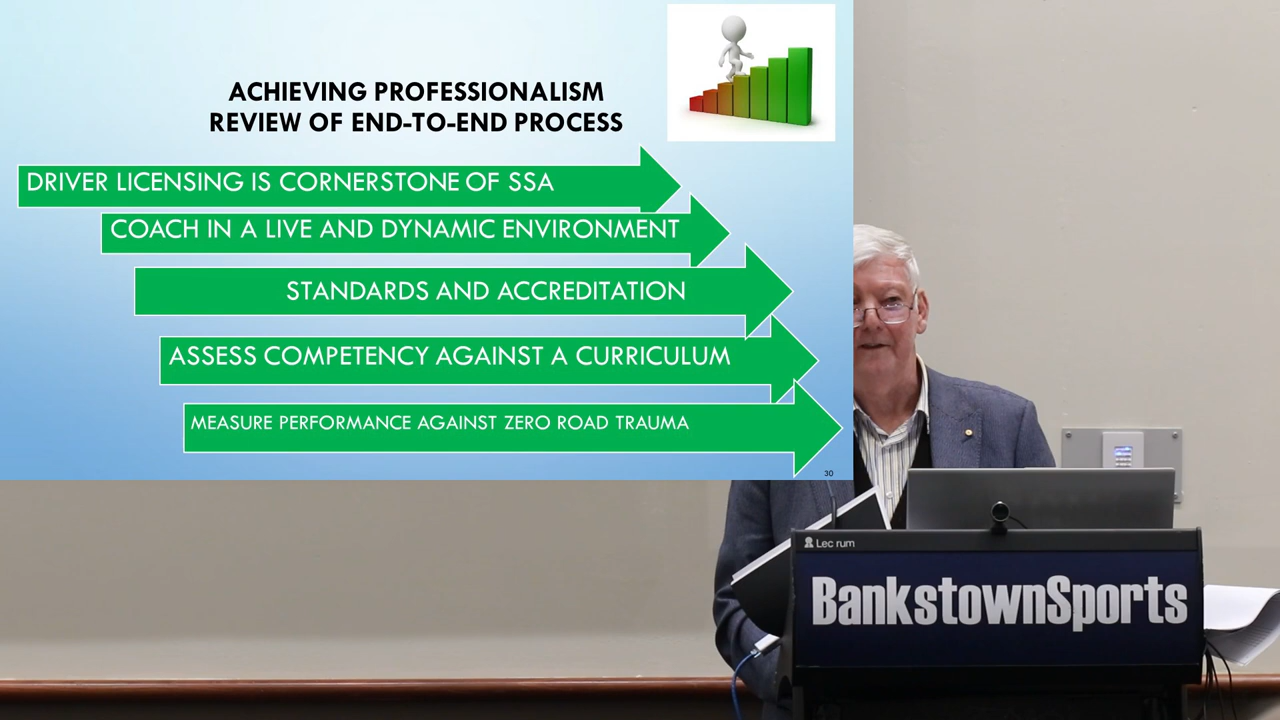 ACHIEVING PROFESSIONALISM
REVIEW OF END-TO-END PROCESS
DRIVER LICENSING IS CORNERSTONE OF SSA
COACH IN A LIVE AND DYNAMIC ENVIRONMENT
STANDARDS AND ACCREDITATION
ASSESS COMPETENCY AGAINST A CURRICULUM
MEASURE PERFORMANCE AGAINST ZERO ROAD TRAUMA
30
Lec rum
BankstownSports